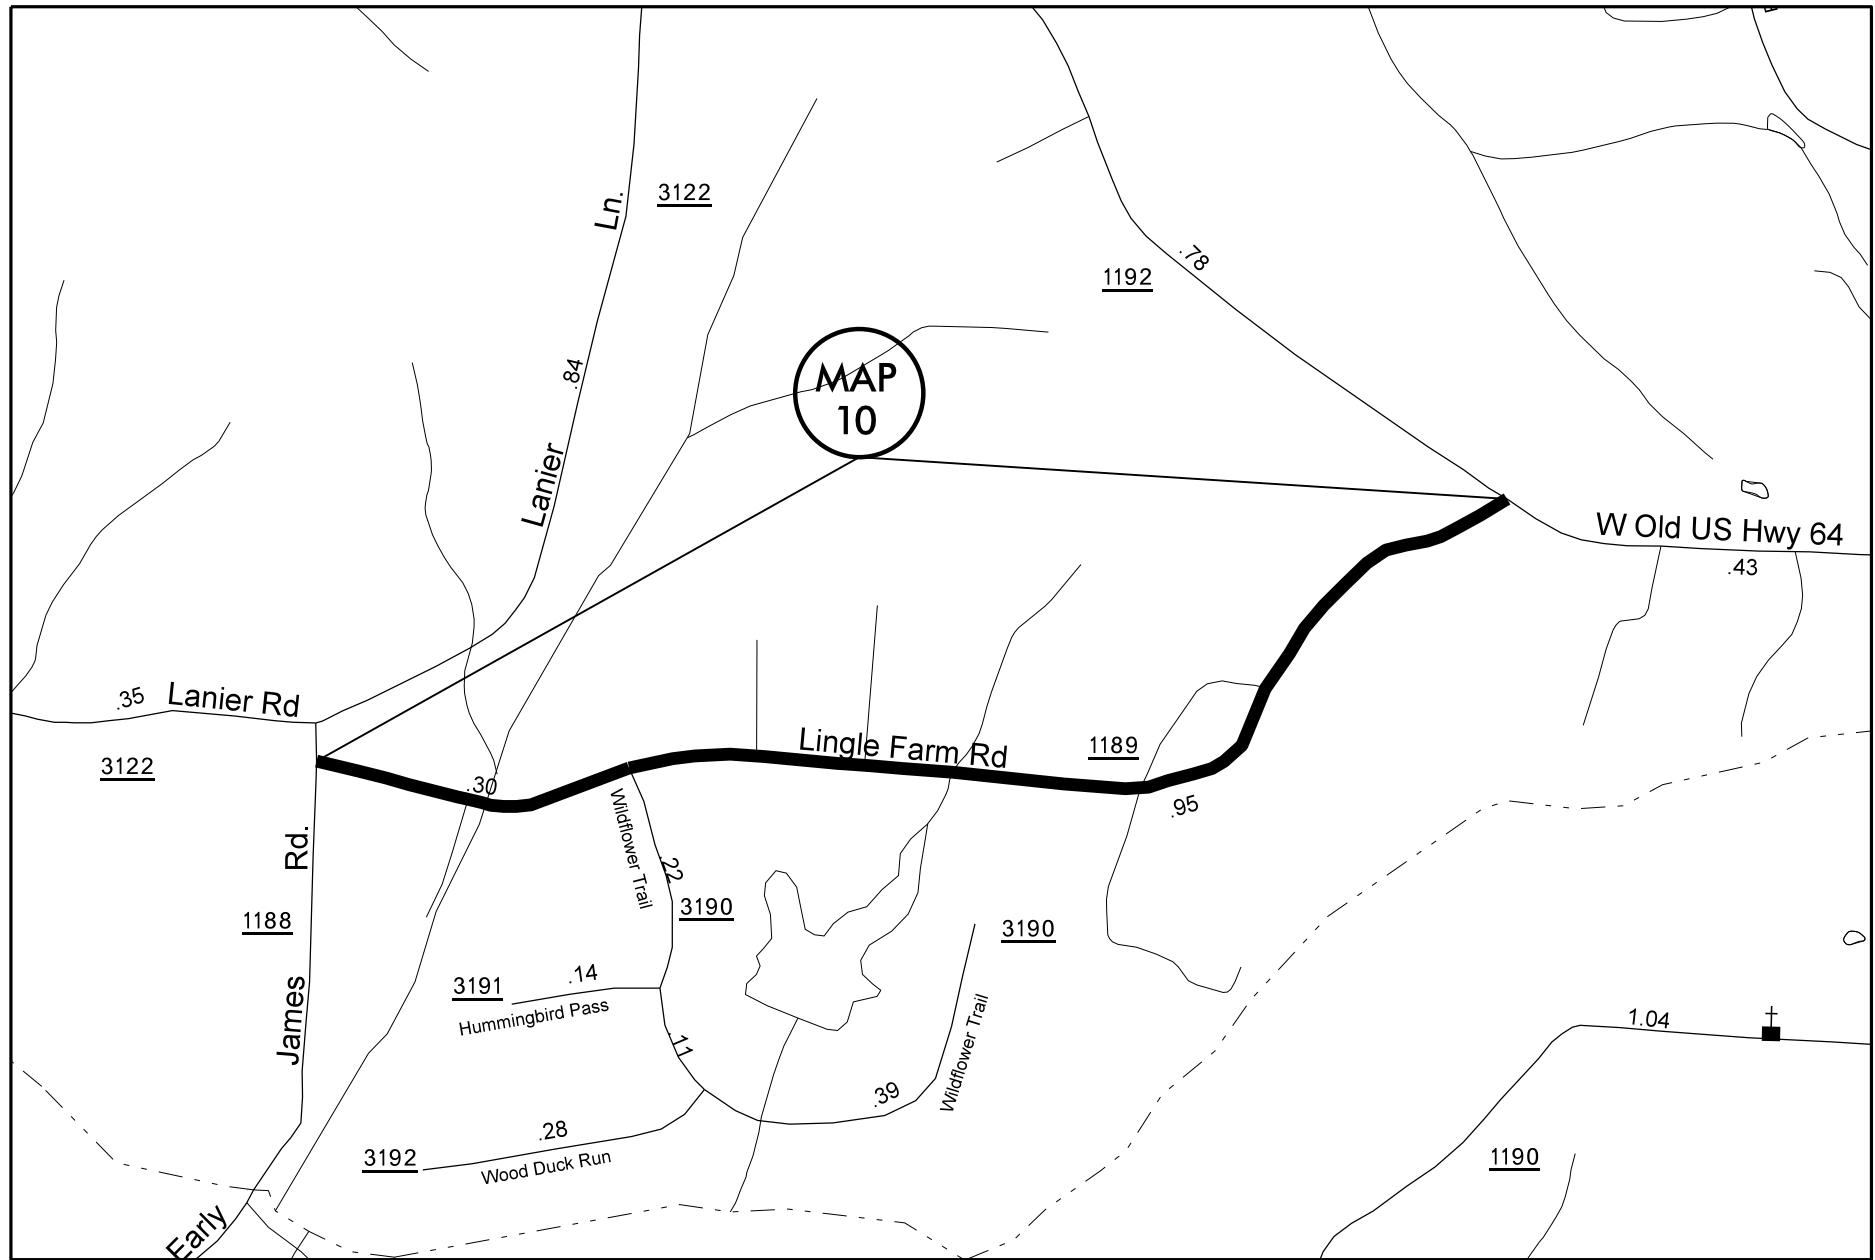 Ln.
3122
.78
1192
MAP
10
.84
Lanier
W Old US Hwy 64
.43
.35
Lanier Rd
3122
Lingle Farm Rd
1189
.30
.95
Rd.
Wildflower Trail
.22
3190
1188
3190
3191
.14
Hummingbird Pass
James
.11
Wildflower Trail
1.04
.39
.28
3192
Wood Duck Run
1190
Early